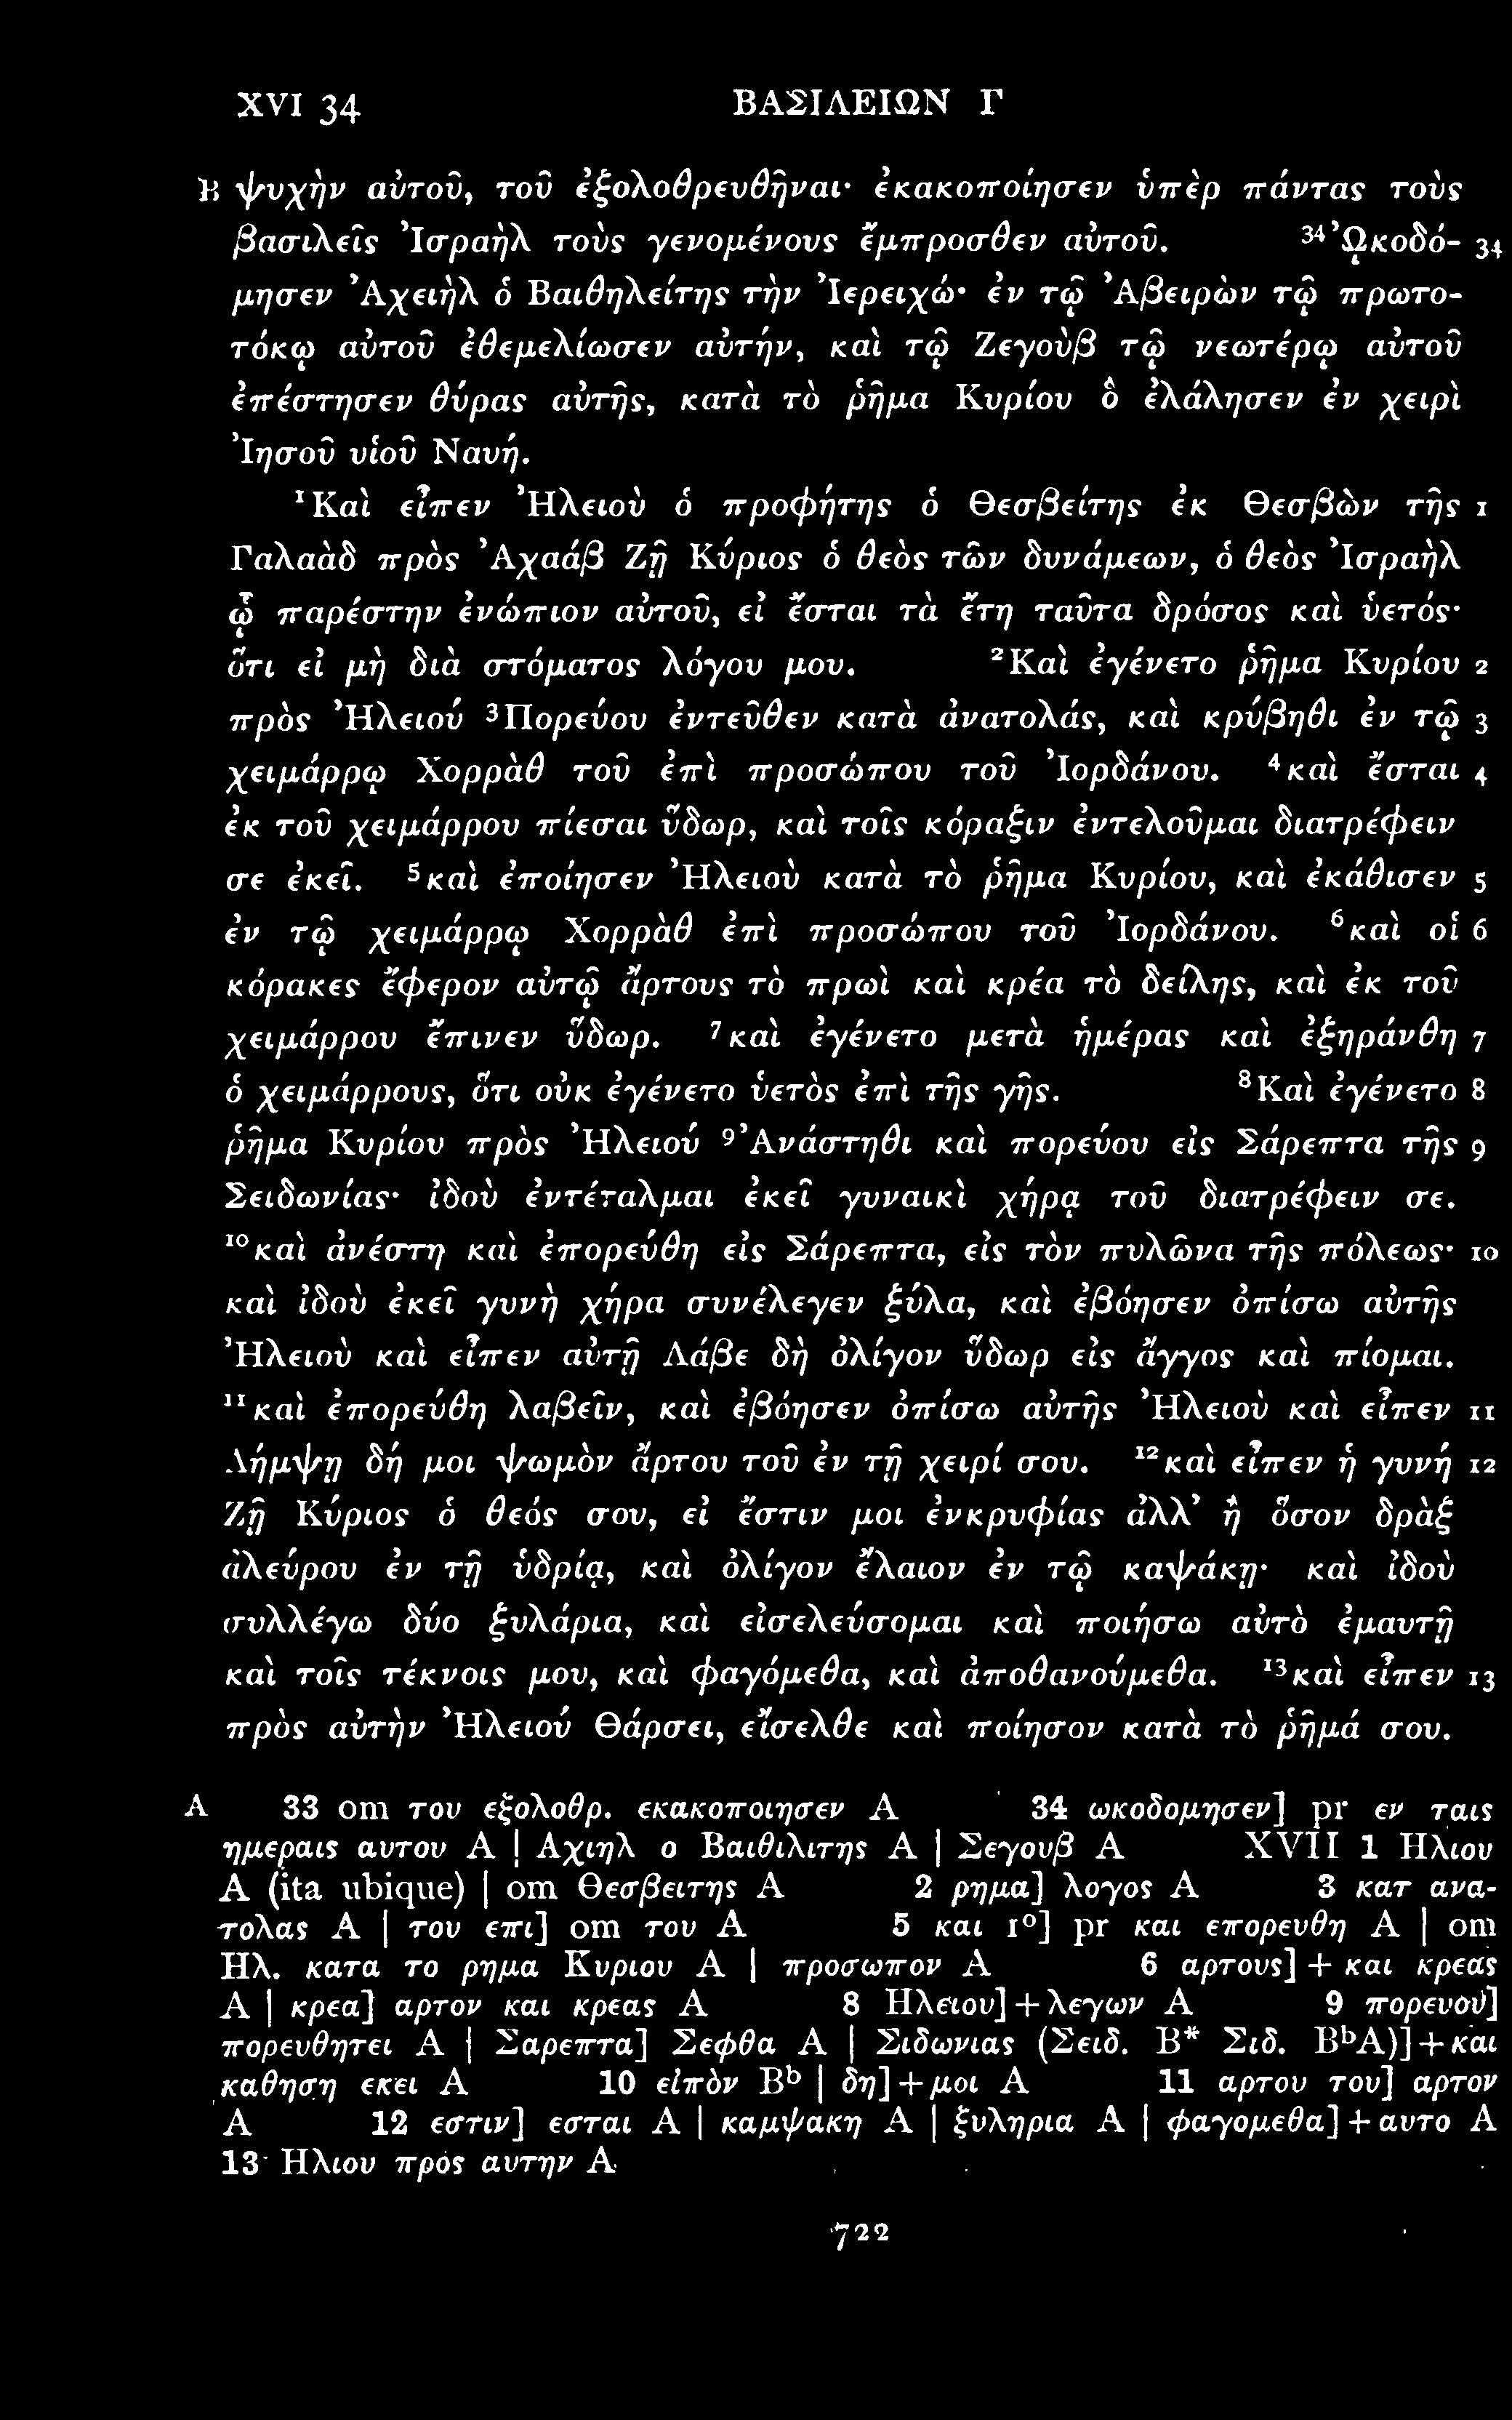 XVI 34 ΒΑΣΙΛΕΙΩΝ Γ
B ψυχὴν αὐτοῦ, τοῦ ἐξολοθρευθῆναι· ἐκακοποίησεν ὑπὲρ πάντας τοὺς
βασιλεῖς Ἰσραὴλ τοὺς γενομένους ἔμπροσθεν αὐτοῦ. ³⁴ᾨκοδό- 34
μησεν Ἀχειὴλ ὁ Βαιθηλείτης τὴν Ἰερειχώ· ἐν τῷ Ἀβειρὼν τῷ πρωτο-
τόκῳ αὐτοῦ ἐθεμελίωσεν αὐτήν, καὶ τῷ Ζεγοὺβ τῷ νεωτέρῳ αὐτοῦ
ἐπέστησεν θύρας αὐτῆς, κατὰ τὸ ῥῆμα Κυρίου ὃ ἐλάλησεν ἐν χειρὶ
Ἰησοῦ υἱοῦ Ναυή.
¹Καὶ εἶπεν Ἠλειοὺ ὁ προφήτης ὁ Θεσβείτης ἐκ Θεσβὼν τῆς 1
Γαλαὰδ πρὸς Ἀχαάβ Ζῇ Κύριος ὁ θεὸς τῶν δυνάμεων, ὁ θεὸς Ἰσραὴλ
ᾧ παρέστην ἐνώπιον αὐτοῦ, εἰ ἔσται τὰ ἔτη ταῦτα δρόσος καὶ ὑετός·
ὅτι εἰ μὴ διὰ στόματος λόγου μου. ²Καὶ ἐγένετο ῥῆμα Κυρίου 2
πρὸς Ἠλειού ³Πορεύου ἐντεῦθεν κατὰ ἀνατολάς, καὶ κρύβηθι ἐν τῷ 3
χειμάρρῳ Χορρὰθ τοῦ ἐπὶ προσώπου τοῦ Ἰορδάνου. ⁴καὶ ἔσται 4
ἐκ τοῦ χειμάρρου πίεσαι ὕδωρ, καὶ τοῖς κόραξιν ἐντελοῦμαι διατρέφειν
σε ἐκεῖ. ⁵καὶ ἐποίησεν Ἠλειοὺ κατὰ τὸ ῥῆμα Κυρίου, καὶ ἐκάθισεν 5
ἐν τῷ χειμάρρῳ Χορρὰθ ἐπὶ προσώπου τοῦ Ἰορδάνου. ⁶καὶ οἱ 6
κόρακες ἔφερον αὐτῷ ἄρτους τὸ πρωὶ καὶ κρέα τὸ δείλης, καὶ ἐκ τοῦ
χειμάρρου ἔπινεν ὕδωρ. ⁷καὶ ἐγένετο μετὰ ἡμέρας καὶ ἐξηράνθη 7
ὁ χειμάρρους, ὅτι οὐκ ἐγένετο ὑετὸς ἐπὶ τῆς γῆς. ⁸Καὶ ἐγένετο 8
ῥῆμα Κυρίου πρὸς Ἠλειού ⁹Ἀνάστηθι καὶ πορεύου εἰς Σάρεπτα τῆς 9
Σειδωνίας· ἰδοὺ ἐντέταλμαι ἐκεῖ γυναικὶ χήρᾳ τοῦ διατρέφειν σε.
¹⁰καὶ ἀνέστη καὶ ἐπορεύθη εἰς Σάρεπτα, εἰς τὸν πυλῶνα τῆς πόλεως· 10
καὶ ἰδοὺ ἐκεῖ γυνὴ χήρα συνέλεγεν ξύλα, καὶ ἐβόησεν ὀπίσω αὐτῆς
Ἠλειοὺ καὶ εἶπεν αὐτῇ Λάβε δὴ ὀλίγον ὕδωρ εἰς ἄγγος καὶ πίομαι.
¹¹καὶ ἐπορεύθη λαβεῖν, καὶ ἐβόησεν ὀπίσω αὐτῆς Ἠλειοὺ καὶ εἶπεν 11
Λήμψῃ δή μοι ψωμὸν ἄρτου τοῦ ἐν τῇ χειρί σου. ¹²καὶ εἶπεν ἡ γυνή 12
Ζῇ Κύριος ὁ θεός σου, εἰ ἔστιν μοι ἐνκρυφίας ἀλλ’ ἢ ὅσον δρὰξ
ἀλεύρου ἐν τῇ ὑδρίᾳ, καὶ ὀλίγον ἔλαιον ἐν τῷ καψάκῃ· καὶ ἰδοὺ
συλλέγω δύο ξυλάρια, καὶ εἰσελεύσομαι καὶ ποιήσω αὐτὸ ἐμαυτῇ
καὶ τοῖς τέκνοις μου, καὶ φαγόμεθα, καὶ ἀποθανούμεθα. ¹³καὶ εἶπεν 13
πρὸς αὐτὴν Ἠλειού Θάρσει, εἴσελθε καὶ ποίησον κατὰ τὸ ῥῆμά σου.
A 33 om του εξολοθρ. εκακοποιησεν A 34 ωκοδομησεν] pr εν ταις
ημεραις αυτου A | Αχιηλ ο Βαιθιλιτης A | Σεγουβ A XVII 1 Ηλιου
A (ita ubique) | om Θεσβειτης A 2 ρημα] λογος A 3 κατ ανα-
τολας A | του επι] om του A 5 και 1°] pr και επορευθη A | om
Ηλ. κατα το ρημα Κυριου A | προσωπον A 6 αρτους] + και κρεας
A | κρεα] αρτον και κρεας A 8 Ηλειου] + λεγων A 9 πορευου]
πορευθητει A | Σαρεπτα] Σεφθα A | Σιδωνιας (Σειδ. B* Σιδ. BᵇA)] + και
καθηση εκει A 10 εἰπὸν Bᵇ | δη] + μοι A 11 αρτου του] αρτον
A 12 εστιν] εσται A | καμψακη A | ξυληρια A | φαγομεθα] + αυτο A
13 Ηλιου προς αυτην A
722